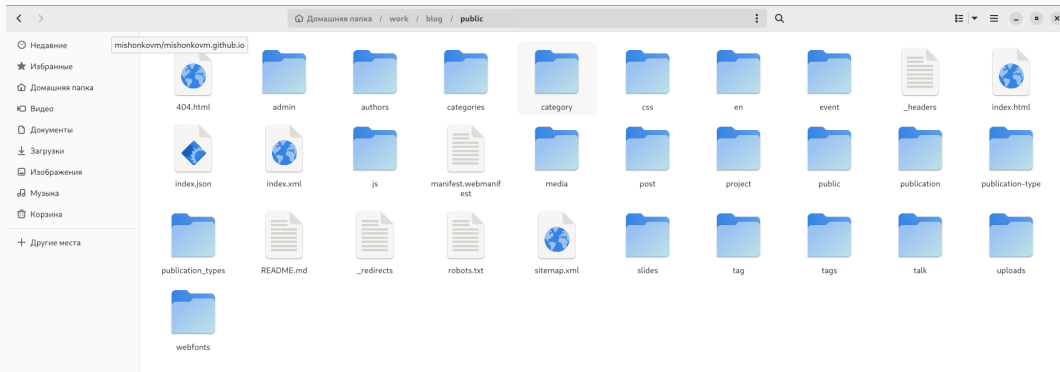 Домашняя папка / work / blog / public
Недавние
mishonkovm/mishonkovm.github.io
Избранные
Домашняя папка
Видео
Документы
Загрузки
Изображения
Музыка
Корзина
+ Другие места
404.html admin authors categories category css en event _headers index.html
index.json index.xml js manifest.webmanif media post project public publication publication-type
est
publication_types README.md _redirects robots.txt sitemap.xml slides tag tags talk uploads
webfonts